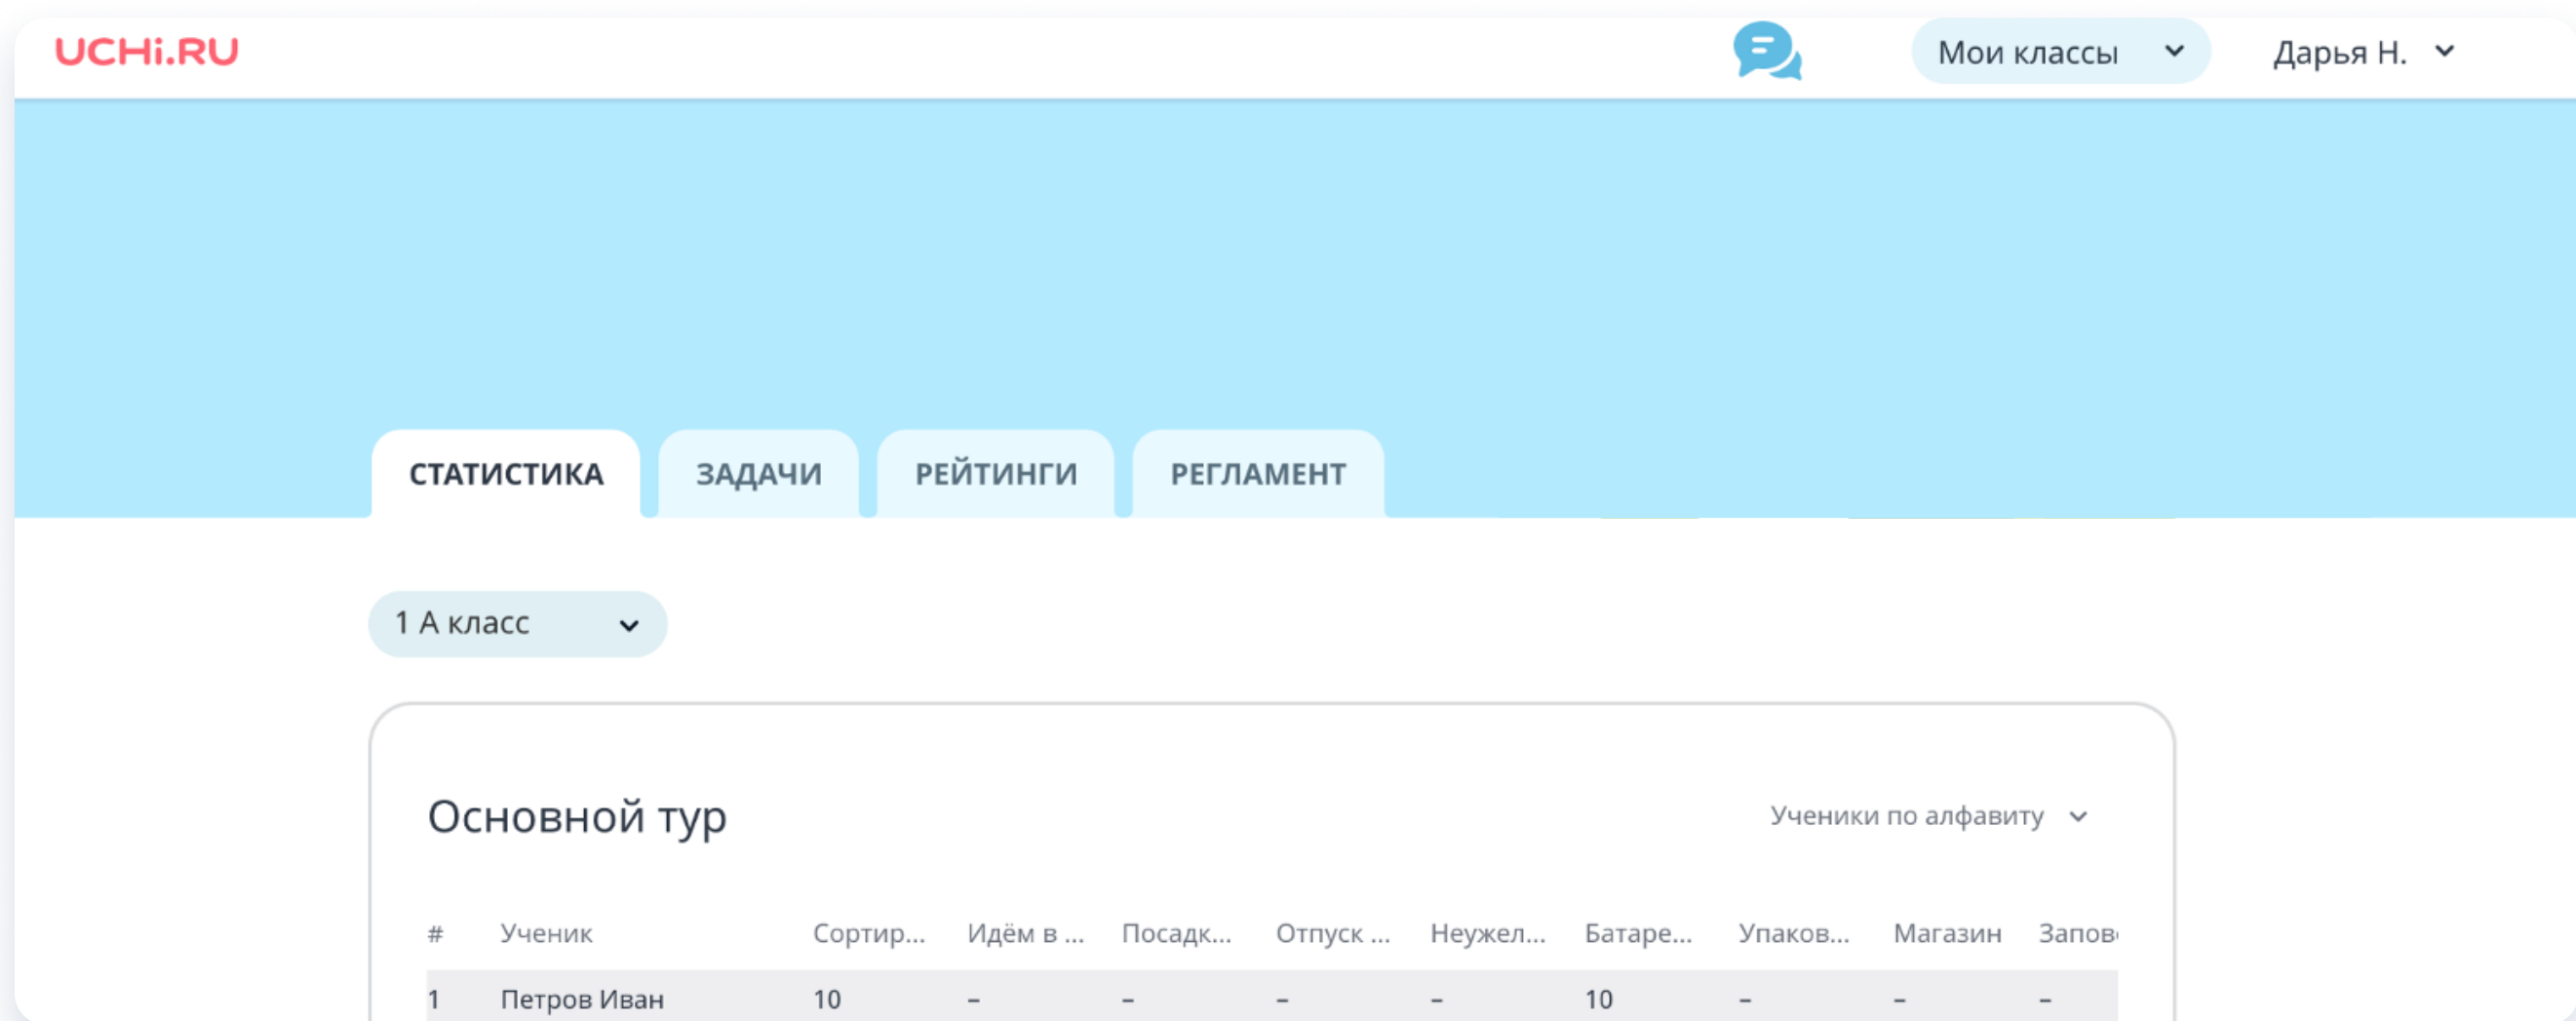 UCHi.RU Мои классы Дарья Н.
СТАТИСТИКА ЗАДАЧИ РЕЙТИНГИ РЕГЛАМЕНТ
1 А класс
Основной тур Ученики по алфавиту
# Ученик Сортир... Идём в ... Посадк... Отпуск ... Неужел... Батаре... Упаков... Магазин Запов
1 Петров Иван 10 – – – – 10 – – –